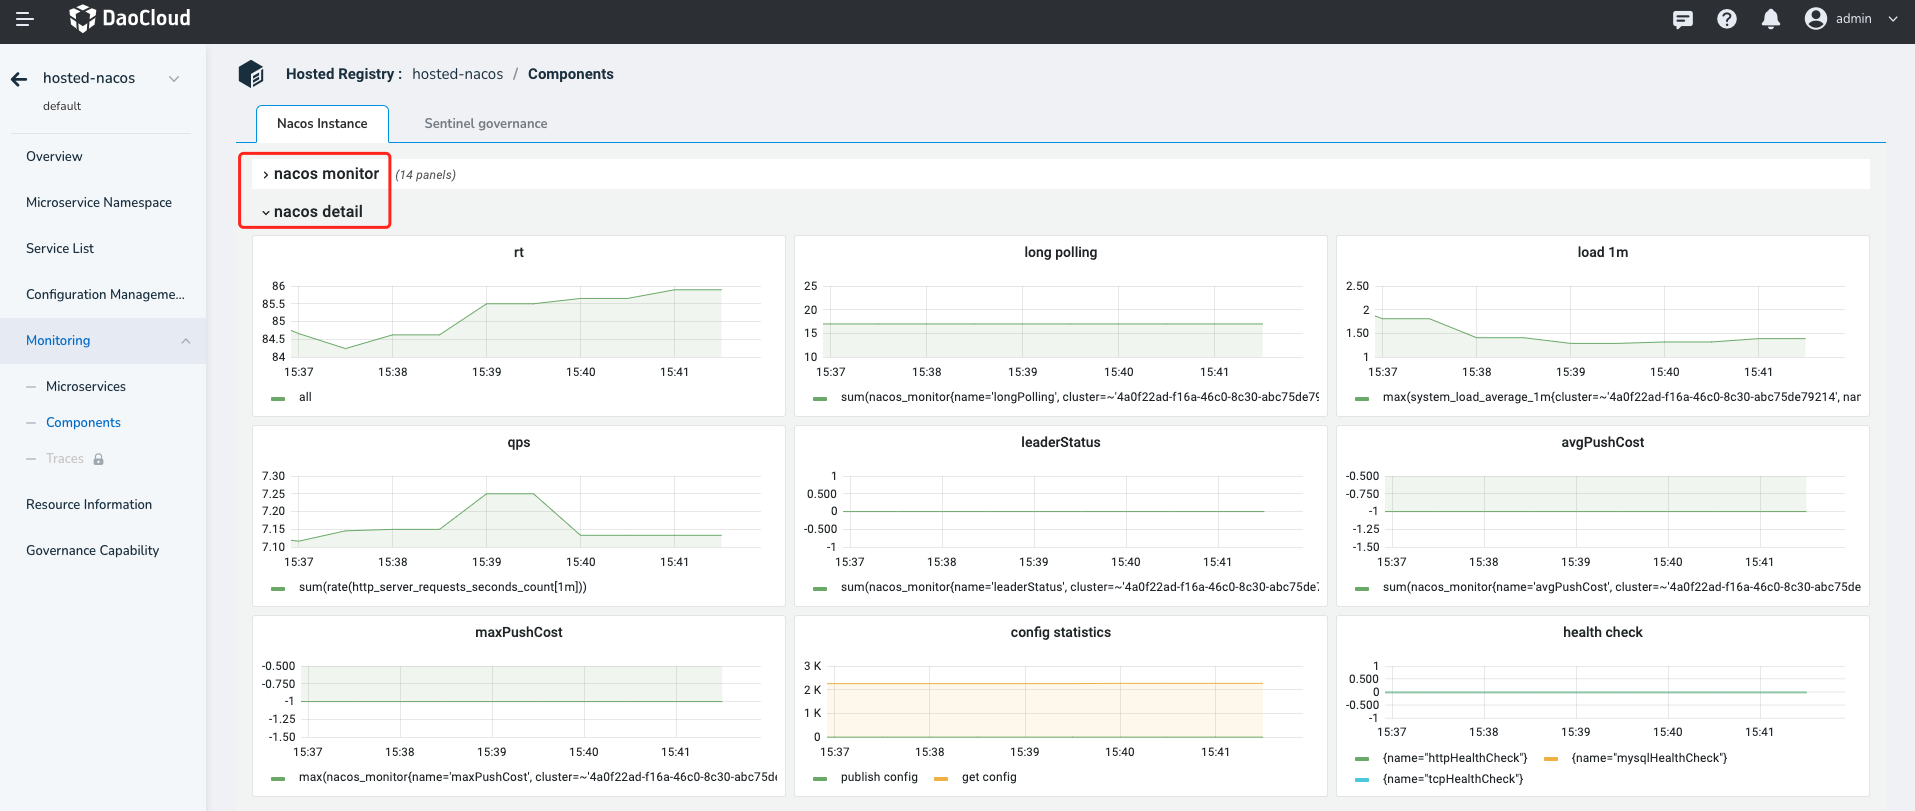 DaoCloud
admin
hosted-nacos
default
Overview
Microservice Namespace
Service List
Configuration Manageme...
Monitoring
Microservices
Components
Traces
Resource Information
Governance Capability
Hosted Registry : hosted-nacos / Components
Nacos Instance Sentinel governance
nacos monitor (14 panels)
nacos detail
rt
86
85.5
85
84.5
84
15:37 15:38 15:39 15:40 15:41
all
long polling
25
20
15
10
15:37 15:38 15:39 15:40 15:41
sum(nacos_monitor{name='longPolling', cluster=~'4a0f22ad-f16a-46c0-8c30-abc75de79
load 1m
2.50
2
1.50
1
15:37 15:38 15:39 15:40 15:41
max(system_load_average_1m{cluster=~'4a0f22ad-f16a-46c0-8c30-abc75de79214', nar
qps
7.30
7.25
7.20
7.15
7.10
15:37 15:38 15:39 15:40 15:41
sum(rate(http_server_requests_seconds_count[1m]))
leaderStatus
1
0.500
0
-0.500
-1
15:37 15:38 15:39 15:40 15:41
sum(nacos_monitor{name='leaderStatus', cluster=~'4a0f22ad-f16a-46c0-8c30-abc75de7
avgPushCost
-0.500
-0.750
-1
-1.25
-1.50
15:37 15:38 15:39 15:40 15:41
sum(nacos_monitor{name='avgPushCost', cluster=~'4a0f22ad-f16a-46c0-8c30-abc75de
maxPushCost
-0.500
-0.750
-1
-1.25
-1.50
15:37 15:38 15:39 15:40 15:41
max(nacos_monitor{name='maxPushCost', cluster=~'4a0f22ad-f16a-46c0-8c30-abc75de
config statistics
3 K
2 K
1 K
0
15:37 15:38 15:39 15:40 15:41
publish config get config
health check
1
0.500
0
-0.500
-1
15:37 15:38 15:39 15:40 15:41
{name="httpHealthCheck"} {name="mysqlHealthCheck"}
{name="tcpHealthCheck"}